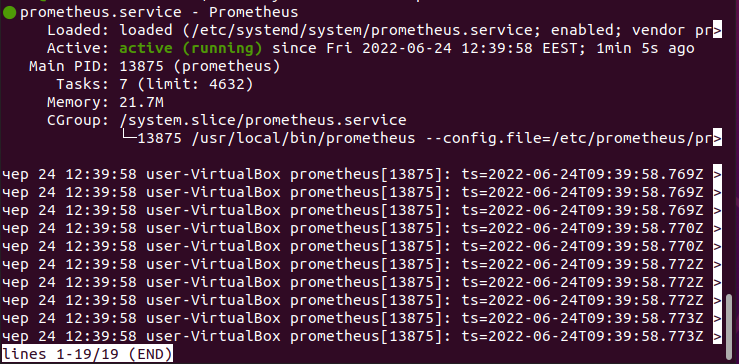 ● prometheus.service - Prometheus
Loaded: loaded (/etc/systemd/system/prometheus.service; enabled; vendor pr>
Active: active (running) since Fri 2022-06-24 12:39:58 EEST; 1min 5s ago
Main PID: 13875 (prometheus)
Tasks: 7 (limit: 4632)
Memory: 21.7M
CGroup: /system.slice/prometheus.service
└─13875 /usr/local/bin/prometheus --config.file=/etc/prometheus/pr>
чер 24 12:39:58 user-VirtualBox prometheus[13875]: ts=2022-06-24T09:39:58.769Z >
чер 24 12:39:58 user-VirtualBox prometheus[13875]: ts=2022-06-24T09:39:58.769Z >
чер 24 12:39:58 user-VirtualBox prometheus[13875]: ts=2022-06-24T09:39:58.769Z >
чер 24 12:39:58 user-VirtualBox prometheus[13875]: ts=2022-06-24T09:39:58.770Z >
чер 24 12:39:58 user-VirtualBox prometheus[13875]: ts=2022-06-24T09:39:58.770Z >
чер 24 12:39:58 user-VirtualBox prometheus[13875]: ts=2022-06-24T09:39:58.772Z >
чер 24 12:39:58 user-VirtualBox prometheus[13875]: ts=2022-06-24T09:39:58.772Z >
чер 24 12:39:58 user-VirtualBox prometheus[13875]: ts=2022-06-24T09:39:58.772Z >
чер 24 12:39:58 user-VirtualBox prometheus[13875]: ts=2022-06-24T09:39:58.773Z >
чер 24 12:39:58 user-VirtualBox prometheus[13875]: ts=2022-06-24T09:39:58.773Z >
lines 1-19/19 (END)